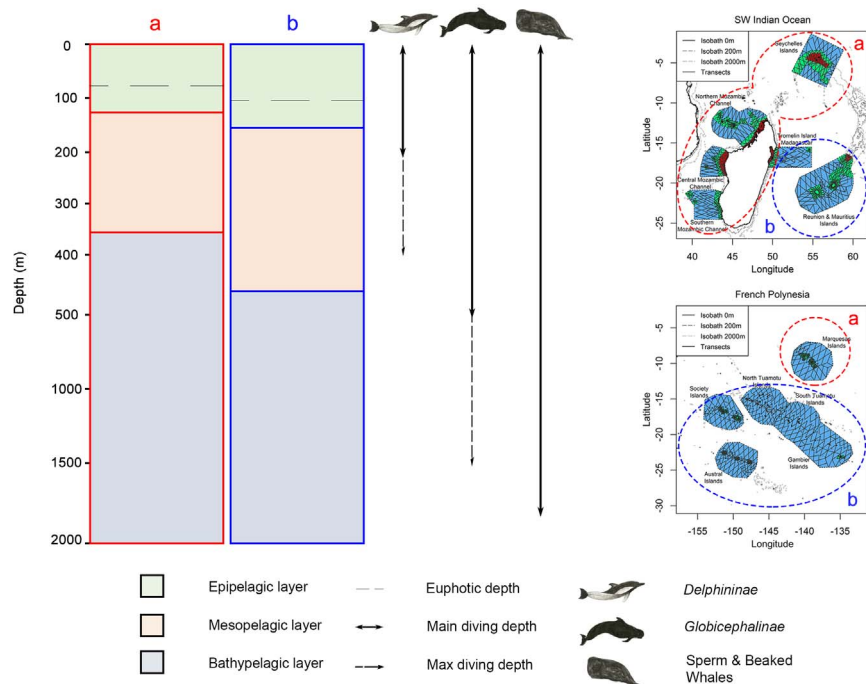 a
b
0
100
200
300
400
500
1000
1500
2000
Depth (m)
SW Indian Ocean
Isobath 0m
Isobath 200m
Isobath 2000m
Transects
a
Seychelles
Islands
Northern Mozambic
Channel
Madagascar
Central Mozambic
Channel
Southern
Mozambic Channel
Reunion & Mauritius
Islands
b
-5
-10
-15
-20
-25
Latitude
40
45
50
55
60
Longitude
French Polynesia
Isobath 0m
Isobath 200m
Isobath 2000m
Transects
a
Marquesas
Islands
North Tuamotu
South Tuamotu
Islands
Society
Islands
Gambier
Islands
Austral
Islands
b
-5
-10
-15
-20
-25
-30
Latitude
-155
-150
-145
-140
-135
Longitude
Epipelagic layer
Euphotic depth
Delphininae
Mesopelagic layer
Main diving depth
Globicephalinae
Bathypelagic layer
Max diving depth
Sperm & Beaked
Whales